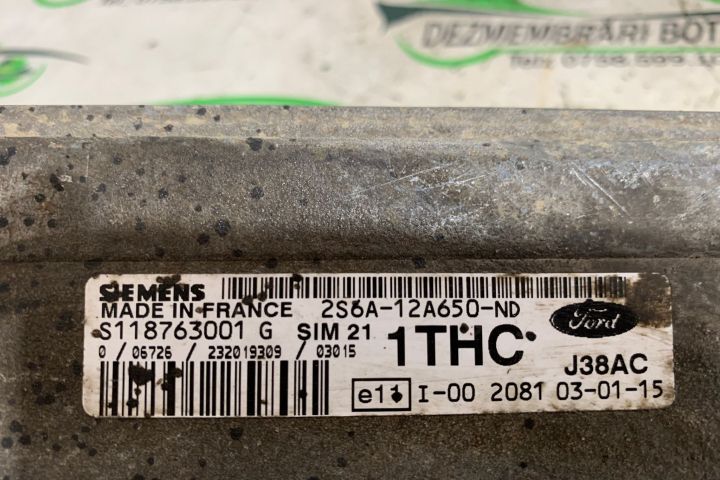 DEZMEMBRĂRI BOT
SIEMENS
MADE IN FRANCE 2S6A-12A650-ND
S118763001 G SIM 21 1THC Ford
0 / 06726 / 232019309 / 03015
J38AC
e11 I-00 2081 03-01-15